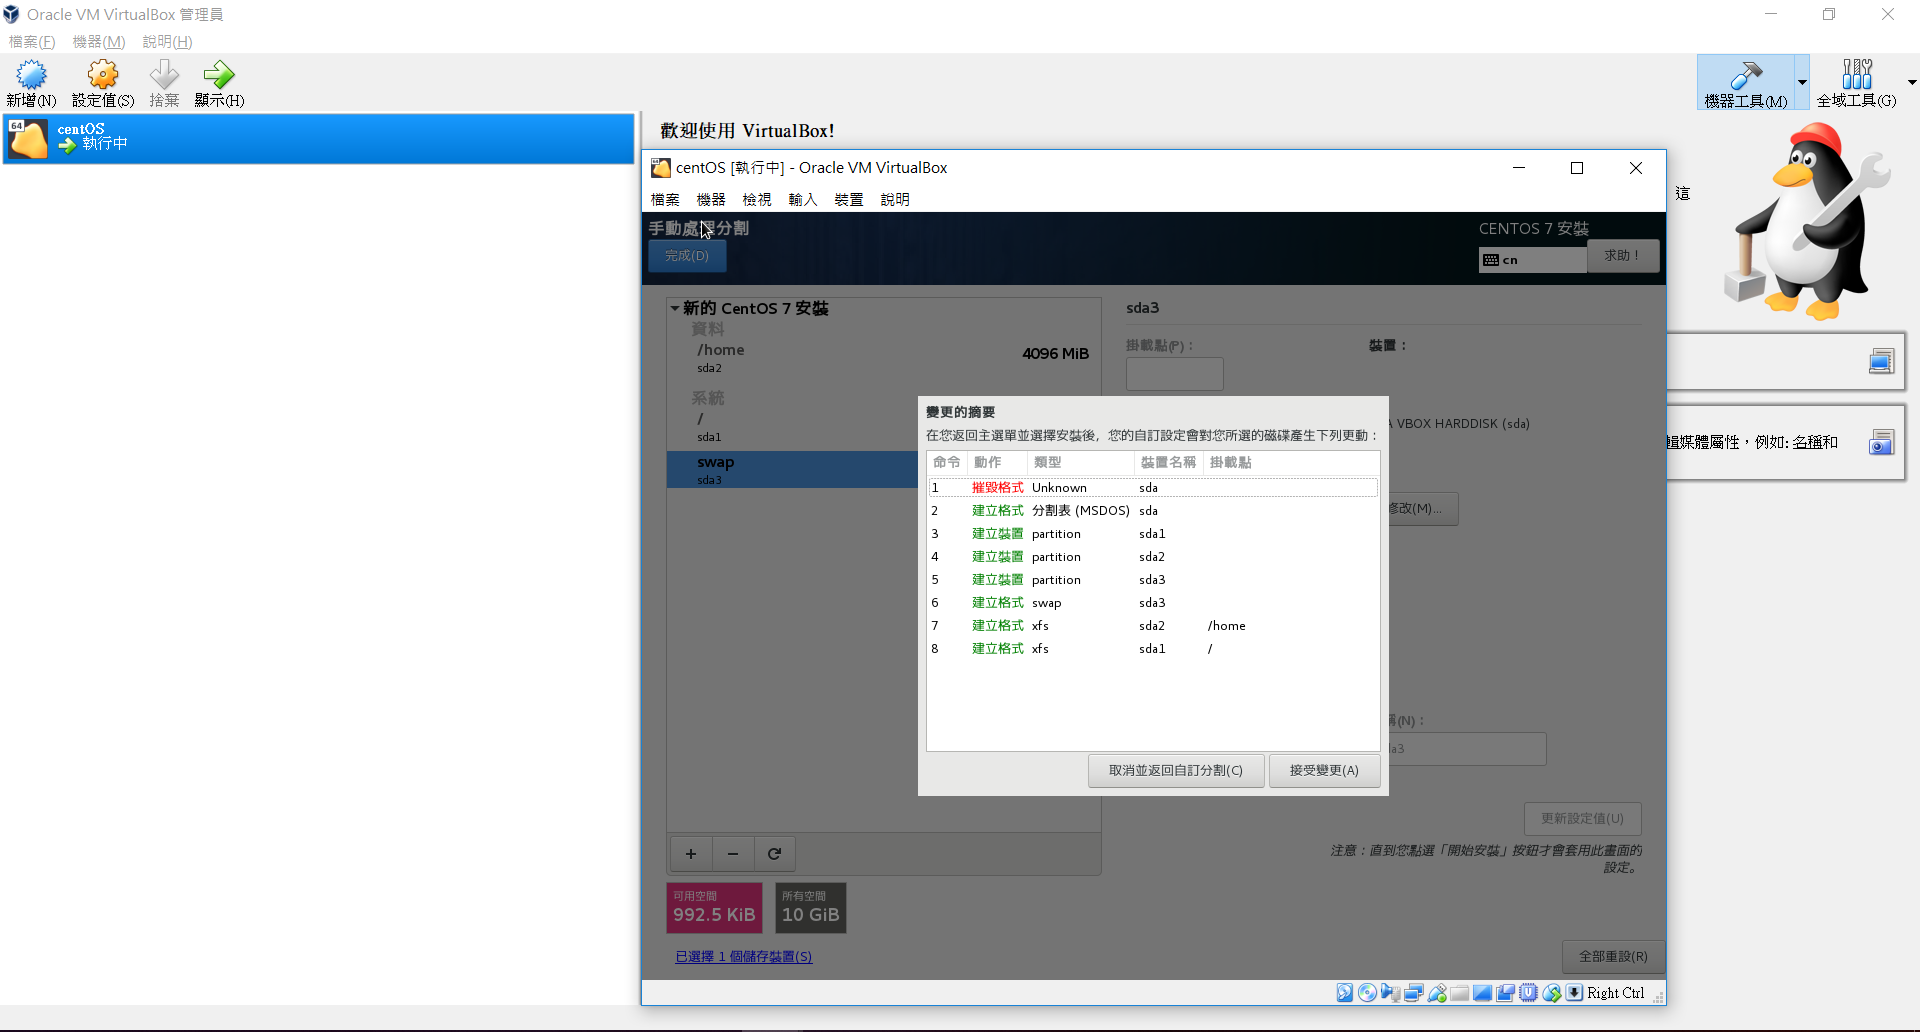 Oracle VM VirtualBox 管理員
檔案(F) 機器(M) 說明(H)
新增(N) 設定值(S) 捨棄 顯示(H)
機器工具(M) 全域工具(G)
64
centOS
執行中
歡迎使用 VirtualBox!
這
輯媒體屬性，例如: 名稱和
64
centOS [執行中] - Oracle VM VirtualBox
檔案 機器 檢視 輸入 裝置 說明
手動處理分割
完成(D)
CENTOS 7 安裝
cn
求助！
新的 CentOS 7 安裝
資料
/home
4096 MiB
sda2
系統
/
sda1
swap
sda3
sda3
掛載點(P)：
裝置：
A VBOX HARDDISK (sda)
修改(M)...
稱(N)：
da3
更新設定值(U)
注意：直到您點選「開始安裝」按鈕才會套用此畫面的
設定。
變更的摘要
在您返回主選單並選擇安裝後，您的自訂設定會對您所選的磁碟產生下列更動：
命令 動作 類型 裝置名稱 掛載點
1 摧毀格式 Unknown sda
2 建立格式 分割表 (MSDOS) sda
3 建立裝置 partition sda1
4 建立裝置 partition sda2
5 建立裝置 partition sda3
6 建立格式 swap sda3
7 建立格式 xfs sda2 /home
8 建立格式 xfs sda1 /
取消並返回自訂分割(C)
接受變更(A)
+ −
可用空間
992.5 KiB
所有空間
10 GiB
已選擇 1 個儲存裝置(S)
全部重設(R)
Right Ctrl